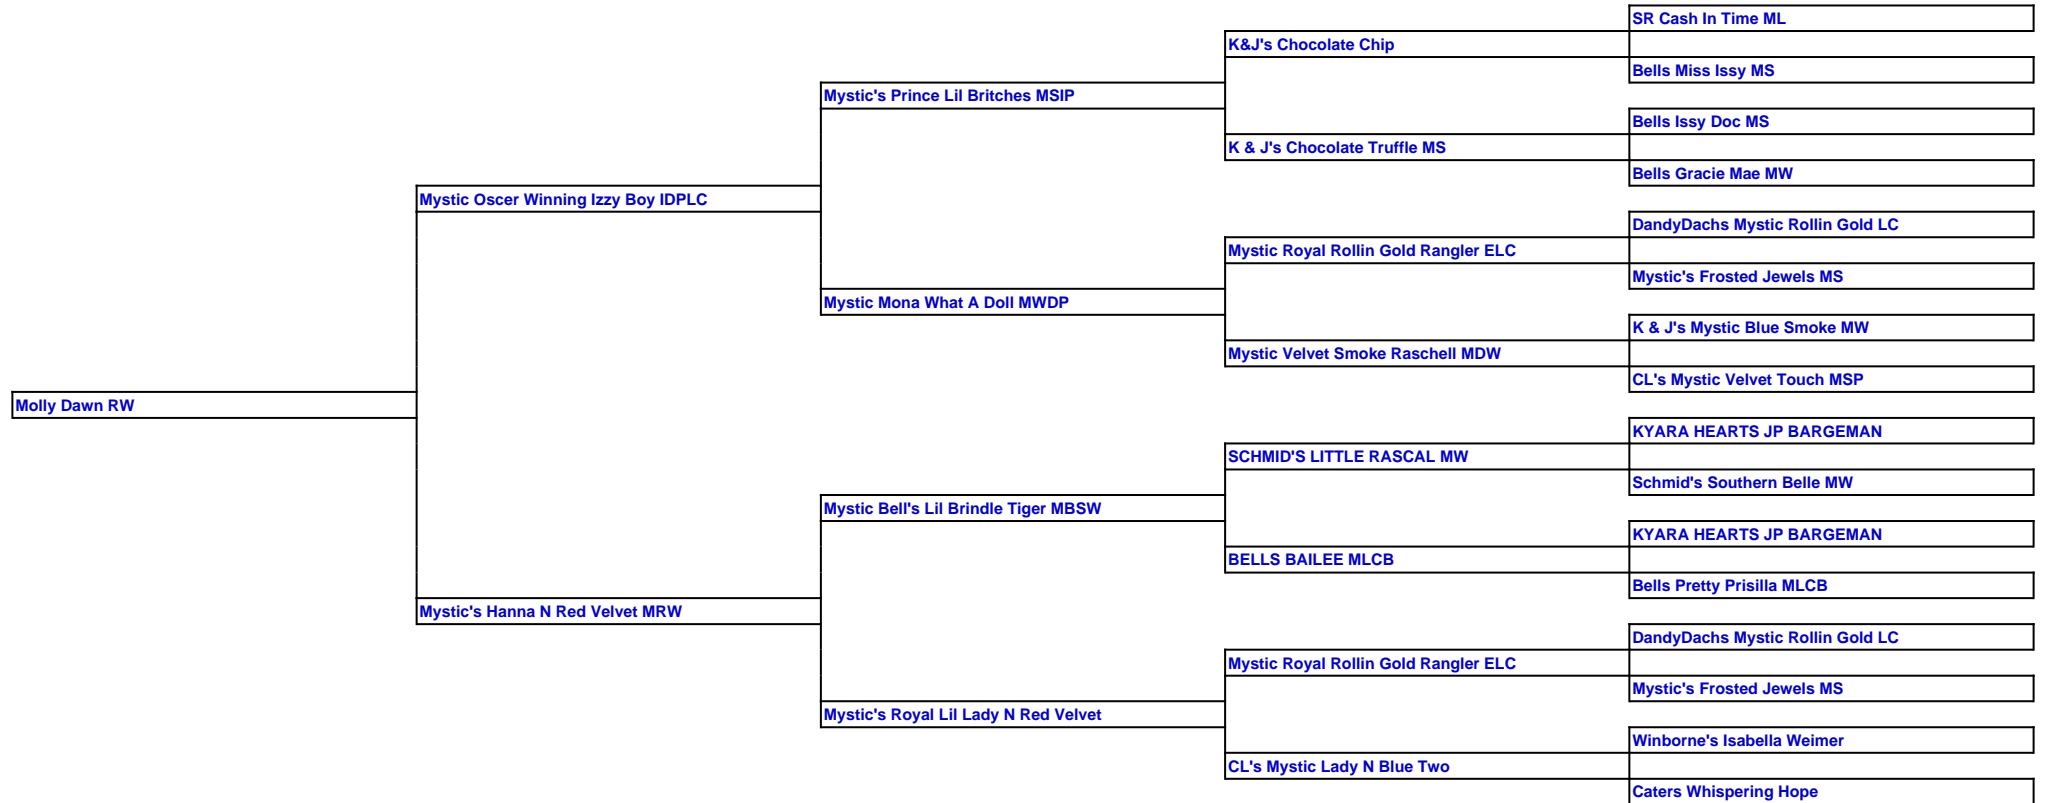 SR Cash In Time ML
K&J's Chocolate Chip
Bells Miss Issy MS
Mystic's Prince Lil Britches MSIP
Bells Issy Doc MS
K & J's Chocolate Truffle MS
Bells Gracie Mae MW
Mystic Oscer Winning Izzy Boy IDPLC
DandyDachs Mystic Rollin Gold LC
Mystic Royal Rollin Gold Rangler ELC
Mystic's Frosted Jewels MS
Mystic Mona What A Doll MWDP
K & J's Mystic Blue Smoke MW
Mystic Velvet Smoke Raschell MDW
CL's Mystic Velvet Touch MSP
Molly Dawn RW
KYARA HEARTS JP BARGEMAN
SCHMID'S LITTLE RASCAL MW
Schmid's Southern Belle MW
Mystic Bell's Lil Brindle Tiger MBSW
KYARA HEARTS JP BARGEMAN
BELLS BAILEE MLCB
Bells Pretty Prisilla MLCB
Mystic's Hanna N Red Velvet MRW
DandyDachs Mystic Rollin Gold LC
Mystic Royal Rollin Gold Rangler ELC
Mystic's Frosted Jewels MS
Mystic's Royal Lil Lady N Red Velvet
Winborne's Isabella Weimer
CL's Mystic Lady N Blue Two
Caters Whispering Hope